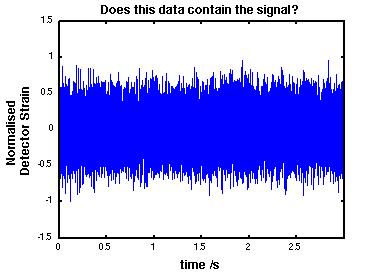 Does this data contain the signal?
1.5
1
0.5
0
-0.5
-1
-1.5
Normalised
Detector Strain
0 0.5 1 1.5 2 2.5
time /s